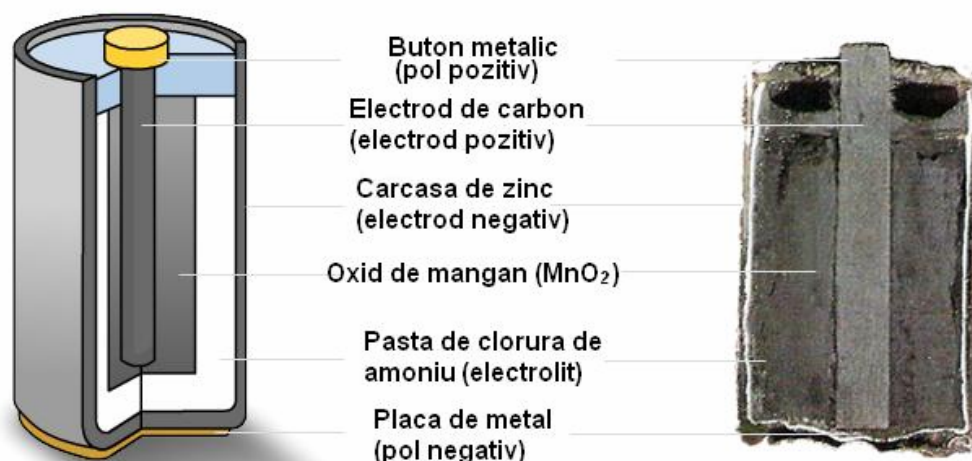 Buton metalic
(pol pozitiv)
Electrod de carbon
(electrod pozitiv)
Carcasa de zinc
(electrod negativ)
Oxid de mangan (MnO₂)
Pasta de clorura de
amoniu (electrolit)
Placa de metal
(pol negativ)